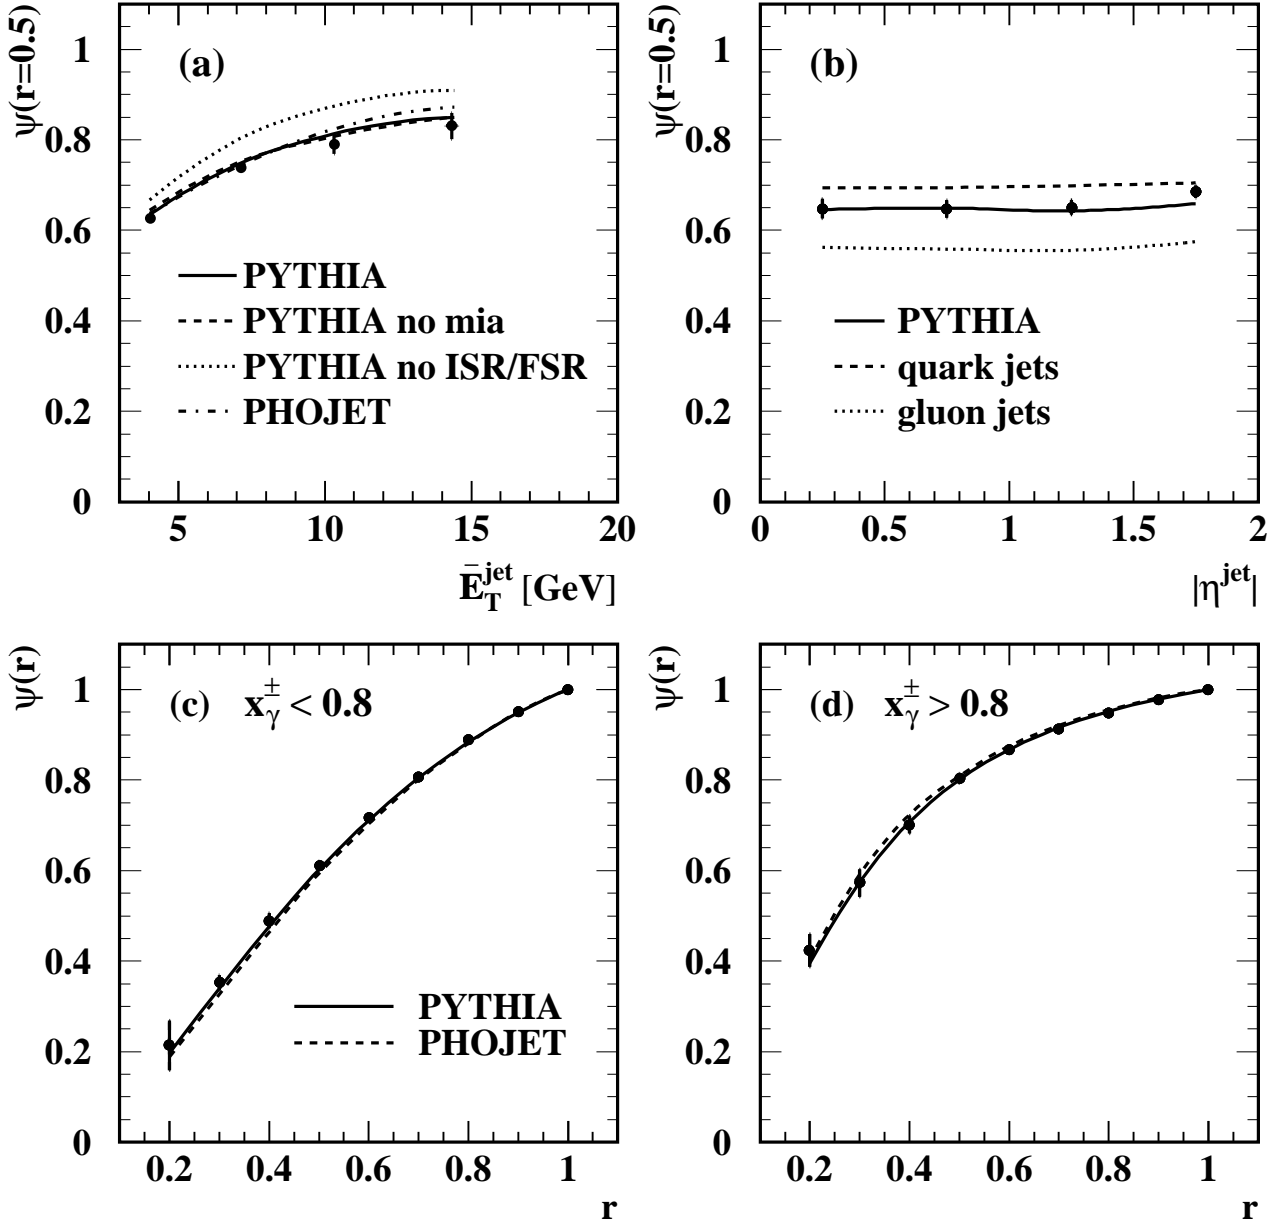 ψ(r=0.5)
(a)
1
0.8
0.6
0.4
0.2
0
PYTHIA
PYTHIA no mia
PYTHIA no ISR/FSR
PHOJET
5 10 15 20
Ē_T^jet [GeV]
ψ(r=0.5)
(b)
1
0.8
0.6
0.4
0.2
0
PYTHIA
quark jets
gluon jets
0 0.5 1 1.5 2
|η^jet|
ψ(r)
(c) x_γ^± < 0.8
1
0.8
0.6
0.4
0.2
0
PYTHIA
PHOJET
0.2 0.4 0.6 0.8 1
r
ψ(r)
(d) x_γ^± > 0.8
1
0.8
0.6
0.4
0.2
0
0.2 0.4 0.6 0.8 1
r